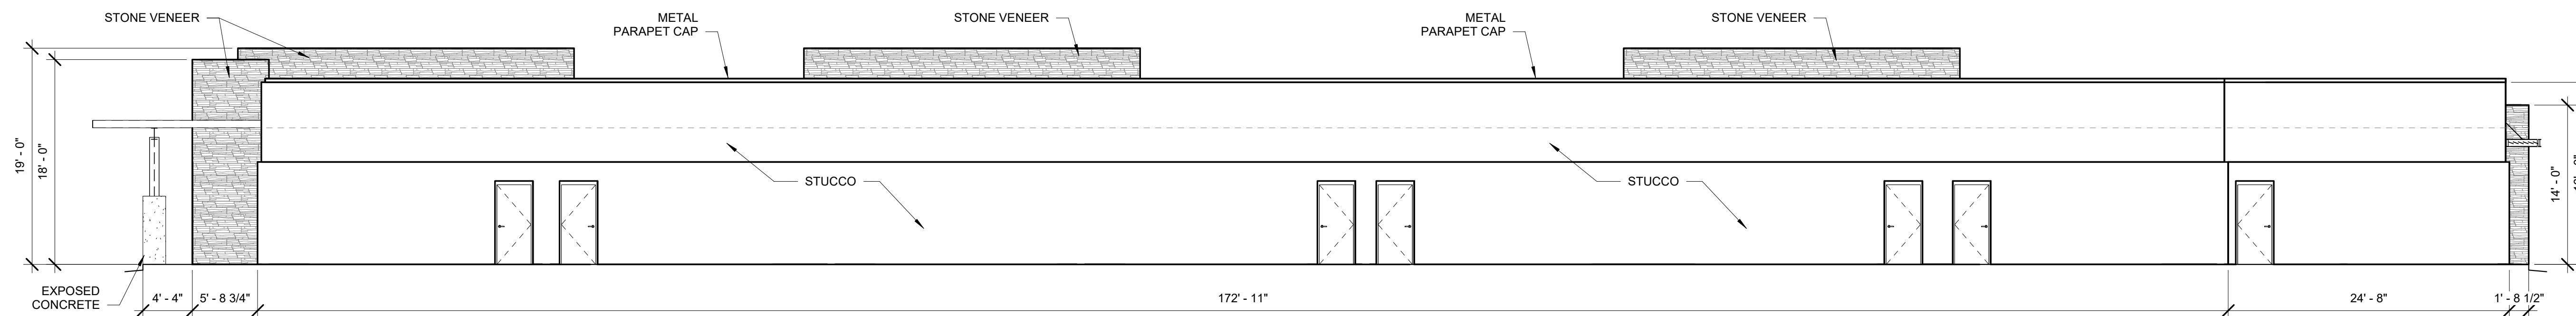 STONE VENEER
METAL
PARAPET CAP
STONE VENEER
METAL
PARAPET CAP
STONE VENEER
19' - 0"
18' - 0"
STUCCO
STUCCO
14' - 0"
EXPOSED
CONCRETE
4' - 4"
5' - 8 3/4"
172' - 11"
24' - 8"
1' - 8 1/2"